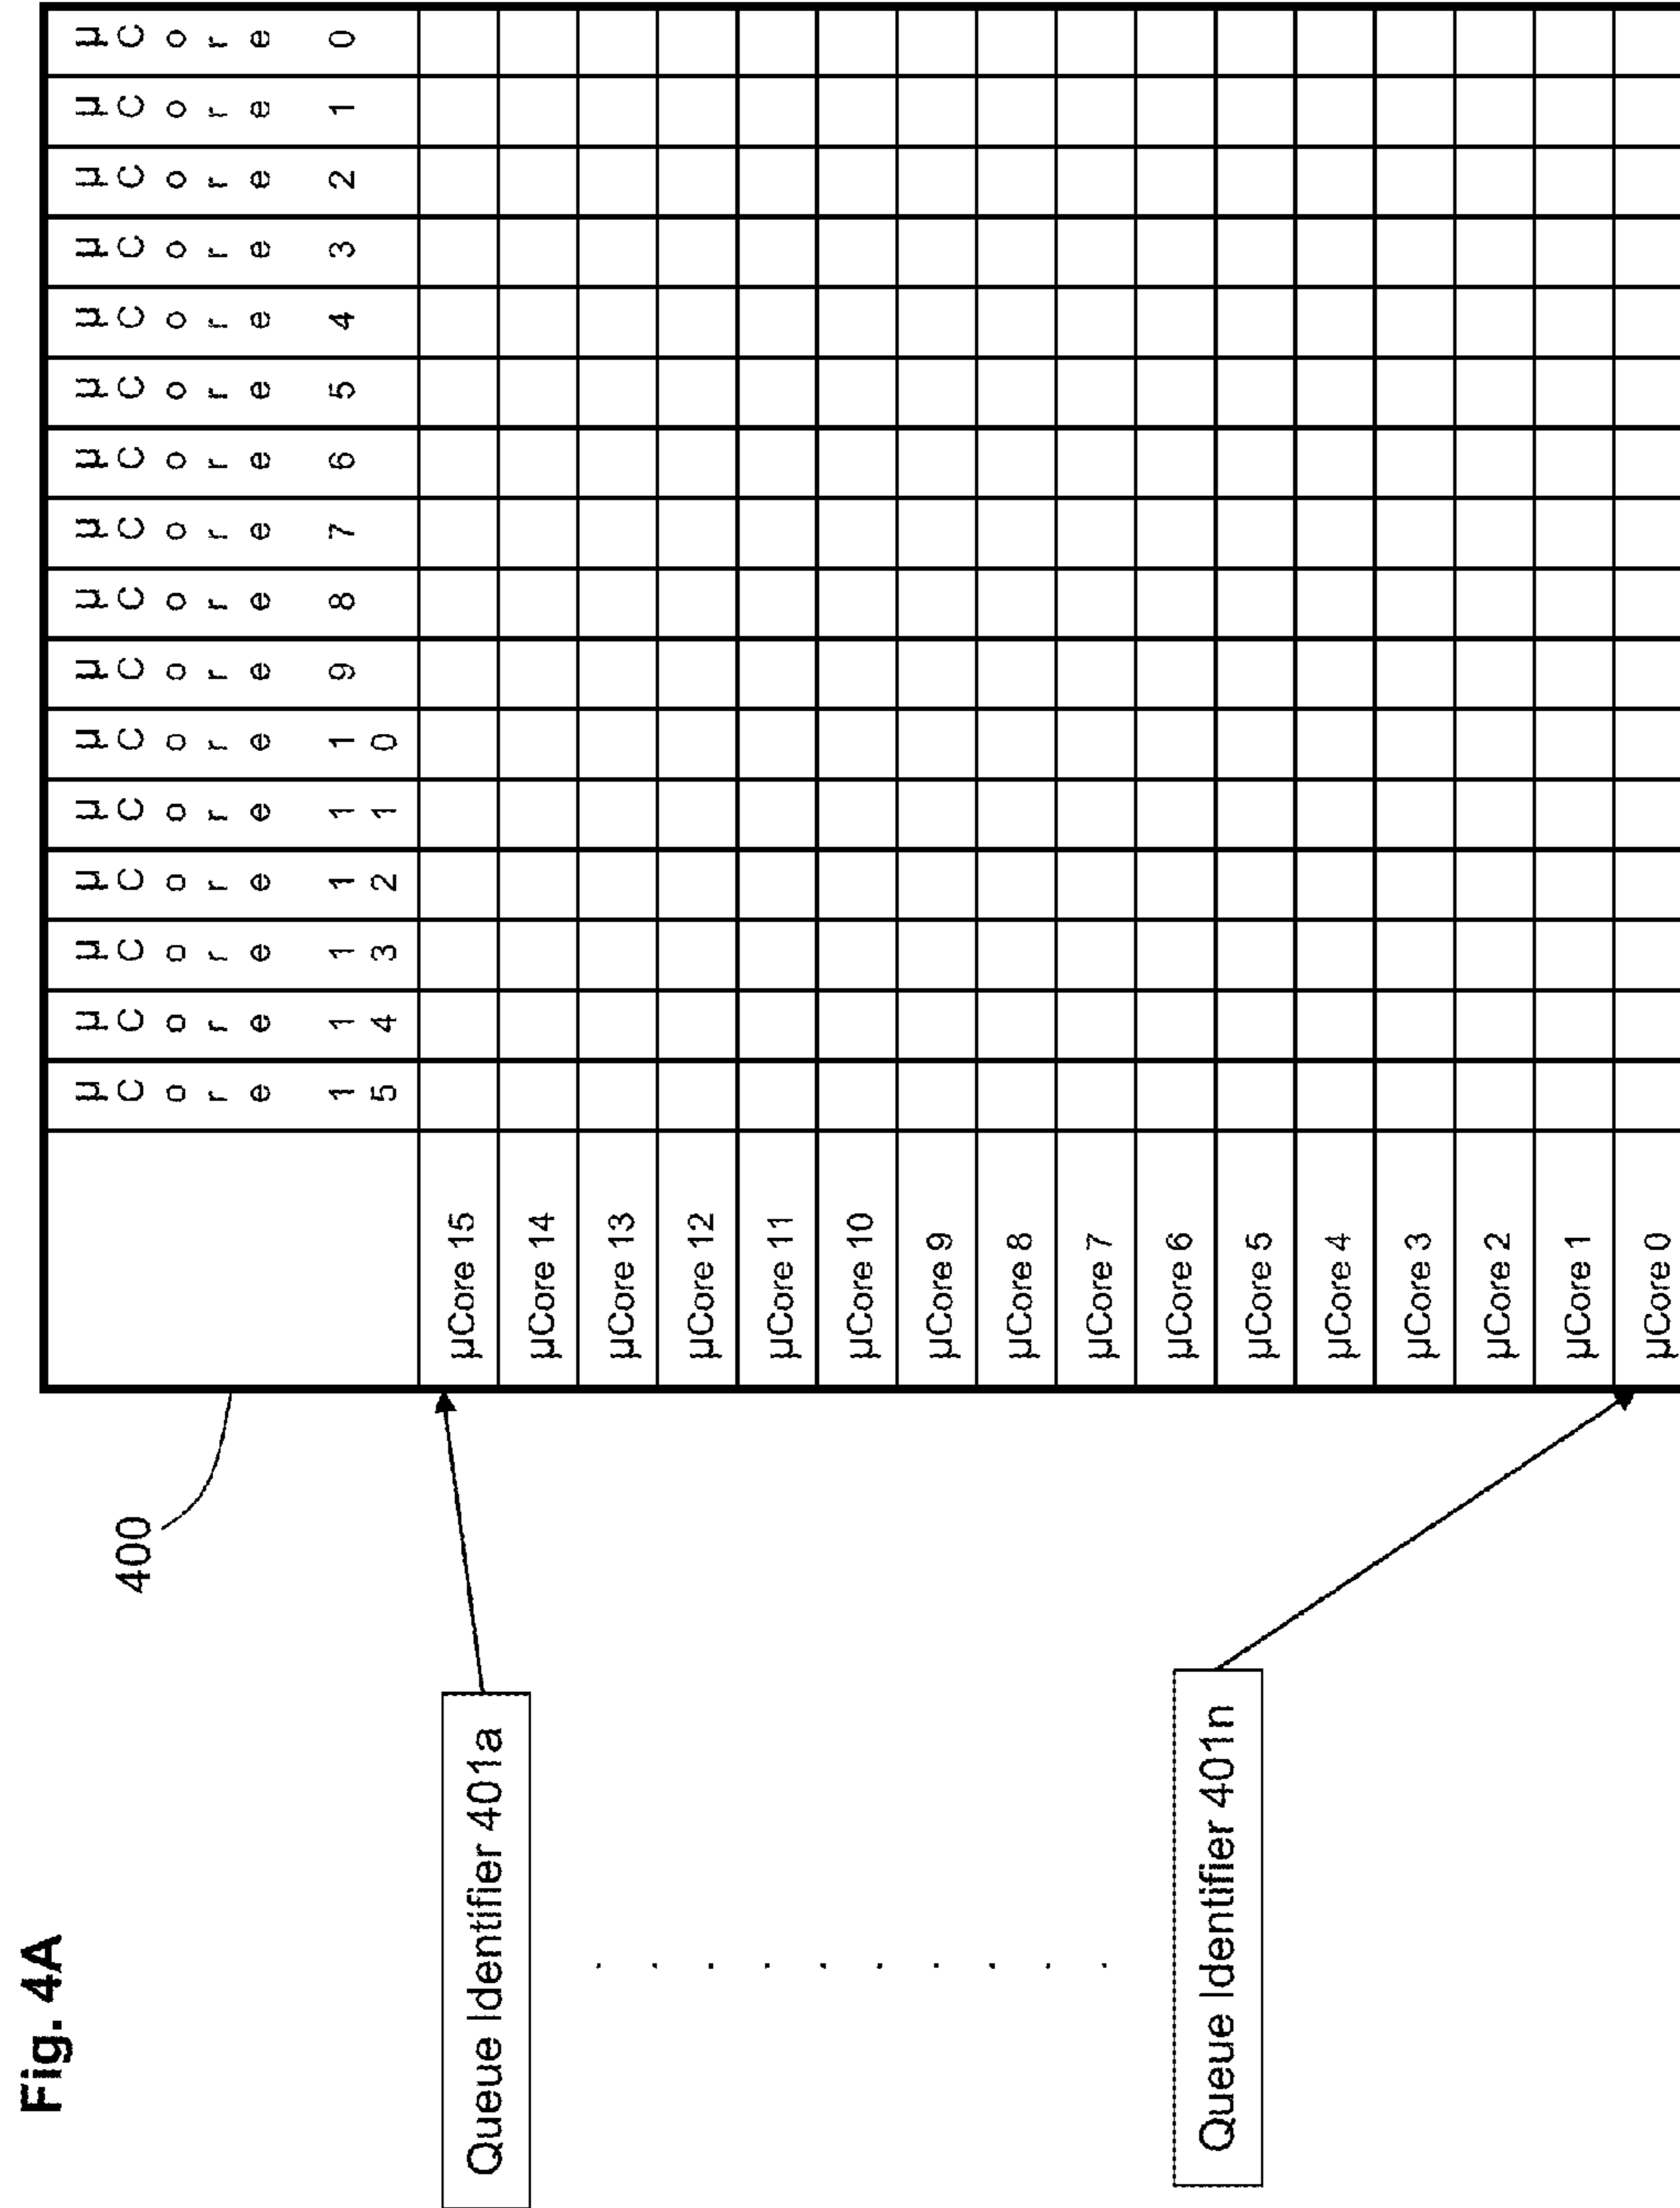 Fig. 4A
400
µCore 15
µCore 14
µCore 13
µCore 12
µCore 11
µCore 10
µCore 9
µCore 8
µCore 7
µCore 6
µCore 5
µCore 4
µCore 3
µCore 2
µCore 1
µCore 0
Queue Identifier 401a
. . . . . . . . . .
Queue Identifier 401n
µCore 15
µCore 14
µCore 13
µCore 12
µCore 11
µCore 10
µCore 9
µCore 8
µCore 7
µCore 6
µCore 5
µCore 4
µCore 3
µCore 2
µCore 1
µCore 0